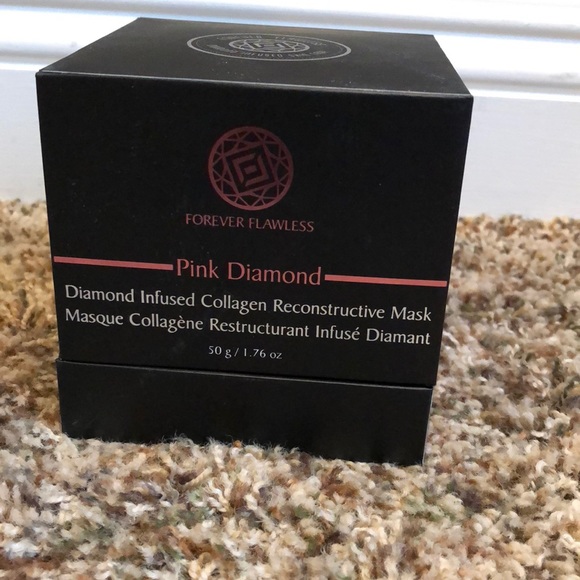 FOREVER FLAWLESS
Pink Diamond
Diamond Infused Collagen Reconstructive Mask
Masque Collagène Restructurant Infusé Diamant
50 g / 1.76 oz